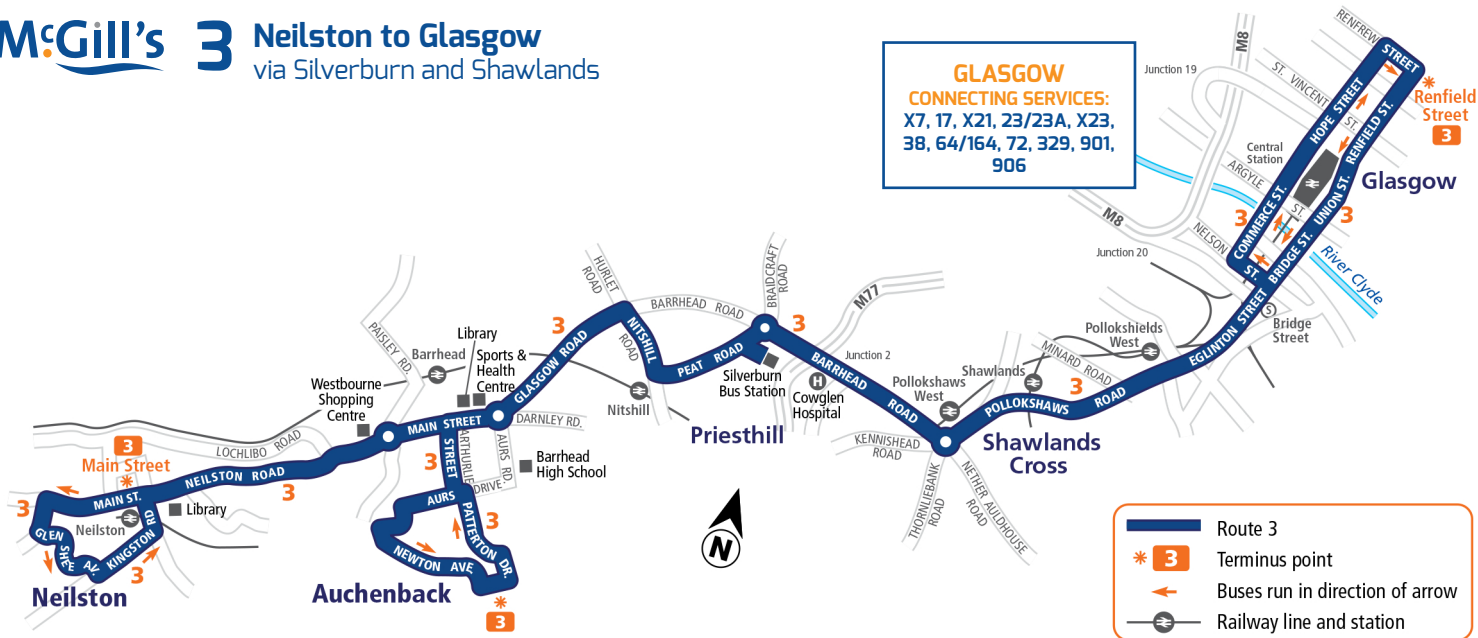 McGill's
3
Neilston to Glasgow
via Silverburn and Shawlands
GLASGOW
CONNECTING SERVICES:
X7, 17, X21, 23/23A, X23,
38, 64/164, 72, 329, 901,
906
M8
Junction 19
RENFREW
STREET
ST. VINCENT
ST.
HOPE STREET
RENFIELD ST.
Renfield
Street
3
Central
Station
ARGYLE
ST.
UNION ST.
Glasgow
COMMERCE ST.
3
3
NELSON
ST.
BRIDGE ST.
River Clyde
M8
Junction 20
Bridge
Street
S
EGLINTON STREET
HURLET
ROAD
BARRHEAD ROAD
BRAIDCRAFT
ROAD
M77
3
3
NITSHILL
ROAD
PEAT ROAD
Silverburn
Bus Station
BARRHEAD
ROAD
Junction 2
H
Cowglen
Hospital
Pollokshields
West
MINARD ROAD
Shawlands
Pollokshaws
West
3
POLLOKSHAWS
ROAD
Shawlands
Cross
KENNISHEAD
ROAD
THORNLIEBANK
ROAD
NETHER AULDHOUSE
ROAD
Priesthill
Nitshill
PAISLEY RD.
Library
Barrhead
Sports &
Health
Centre
GLASGOW ROAD
Westbourne
Shopping
Centre
MAIN STREET
DARNLEY RD.
ARTHURLIE
STREET
AURS RD.
Barrhead
High School
3
AURS
DRIVE
PATTERTON
DR.
3
NEWTON AVE
Auchenback
3
LOCHLIBO ROAD
3
Main Street
NEILSTON ROAD
3
MAIN ST.
Library
3
Neilston
GLEN
SHEE
AV.
KINGSTON
RD
3
Neilston
N
Route 3
3
Terminus point
Buses run in direction of arrow
Railway line and station